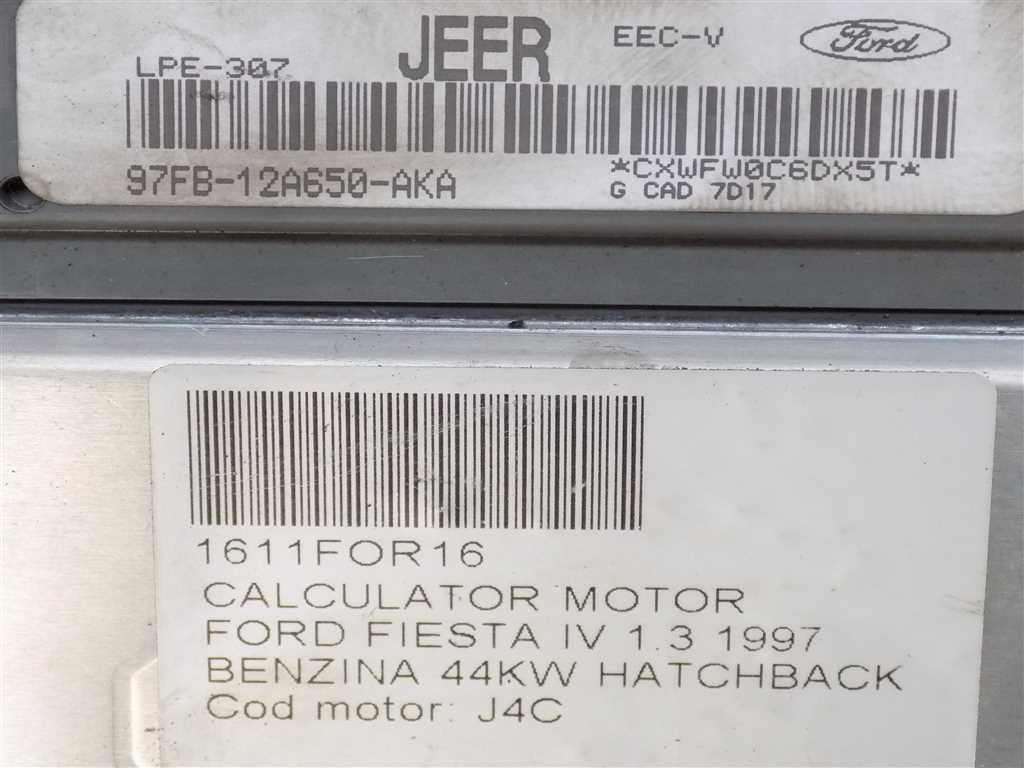 JEER EEC-V Ford
LPE-307
97FB-12A650-AKA *CXWFW0C6DX5T*
G CAD 7D17
1611FOR16
CALCULATOR MOTOR
FORD FIESTA IV 1.3 1997
BENZINA 44KW HATCHBACK
Cod motor: J4C